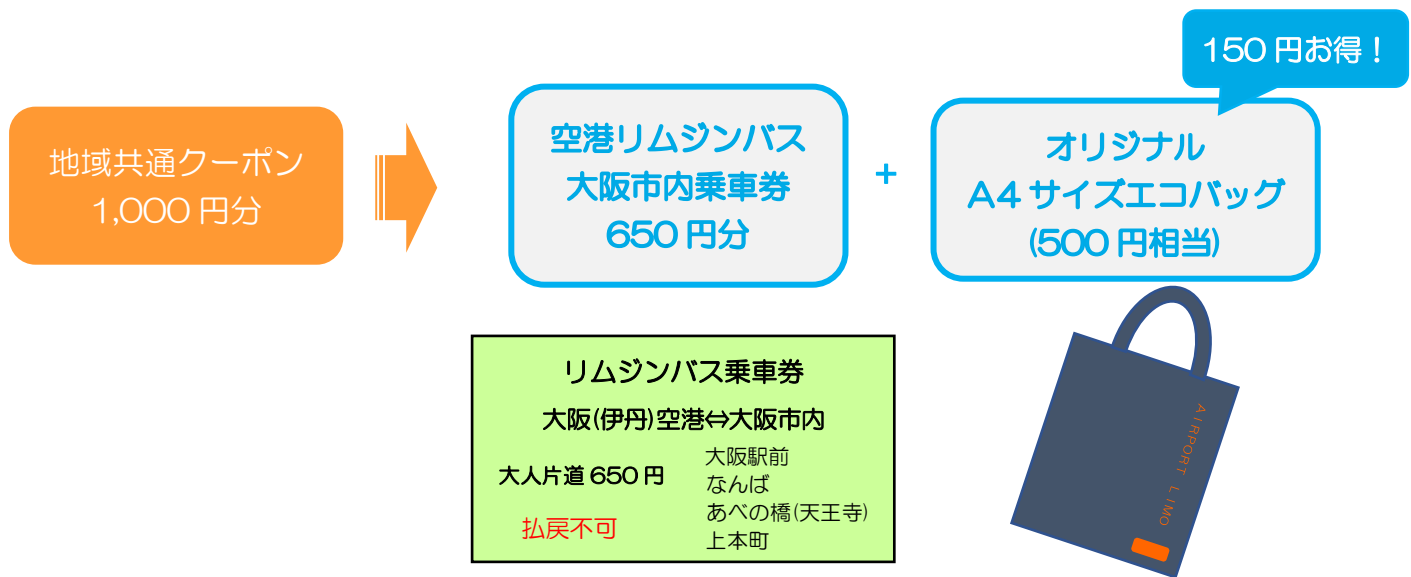 150円お得！
地域共通クーポン
1,000円分
空港リムジンバス
大阪市内乗車券
650円分
+
オリジナル
A4サイズエコバッグ
(500円相当)
リムジンバス乗車券
大阪(伊丹)空港⇔大阪市内
大人片道650円
払戻不可
大阪駅前
なんば
あべの橋(天王寺)
上本町
AIRPORT LIMO